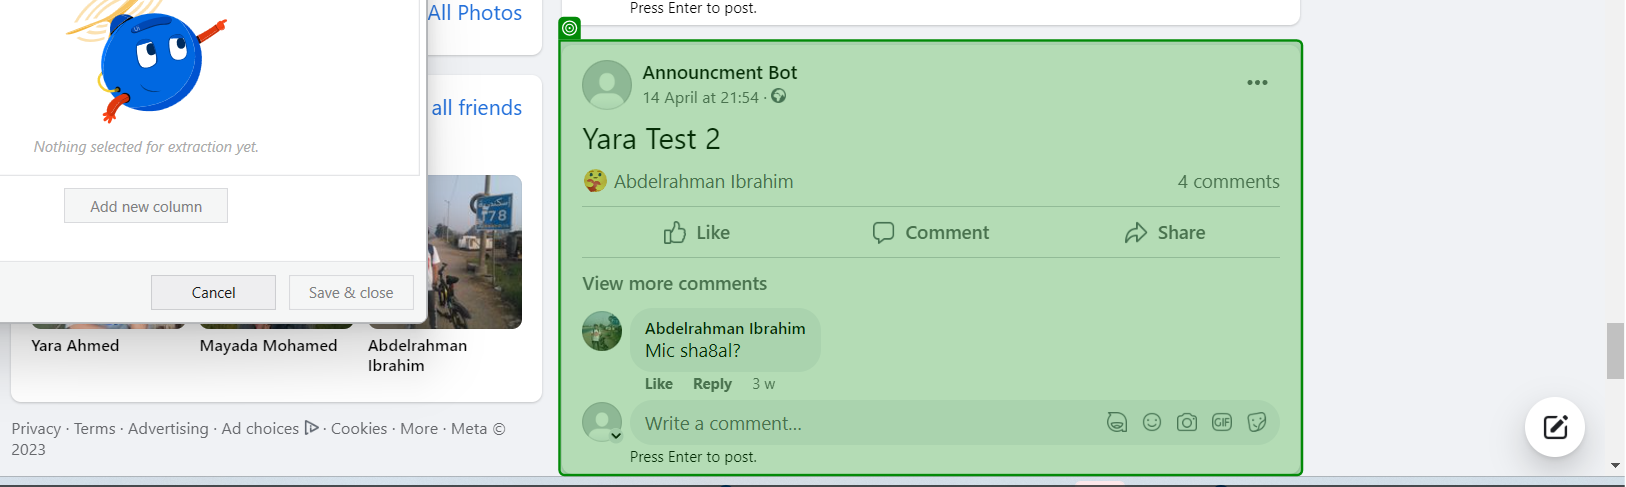 All Photos
all friends
Nothing selected for extraction yet.
Add new column
Cancel
Save & close
78
Yara Ahmed
Mayada Mohamed
Abdelrahman
Ibrahim
Privacy · Terms · Advertising · Ad choices · Cookies · More · Meta ©
2023
Press Enter to post.
Announcment Bot
14 April at 21:54 ·
Yara Test 2
Abdelrahman Ibrahim
4 comments
Like
Comment
Share
View more comments
Abdelrahman Ibrahim
Mic sha8al?
Like Reply 3 w
Write a comment...
GIF
Press Enter to post.